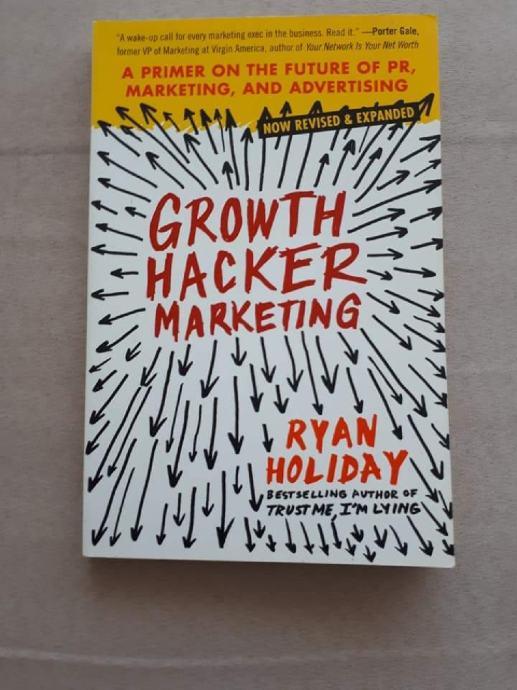 "A wake-up call for every marketing exec in the business. Read it." —Porter Gale,
former VP of Marketing at Virgin America, author of Your Network Is Your Net Worth
A PRIMER ON THE FUTURE OF PR,
MARKETING, AND ADVERTISING
NOW REVISED & EXPANDED
GROWTH
HACKER
MARKETING
RYAN
HOLIDAY
BESTSELLING AUTHOR OF
TRUST ME, I'M LYING